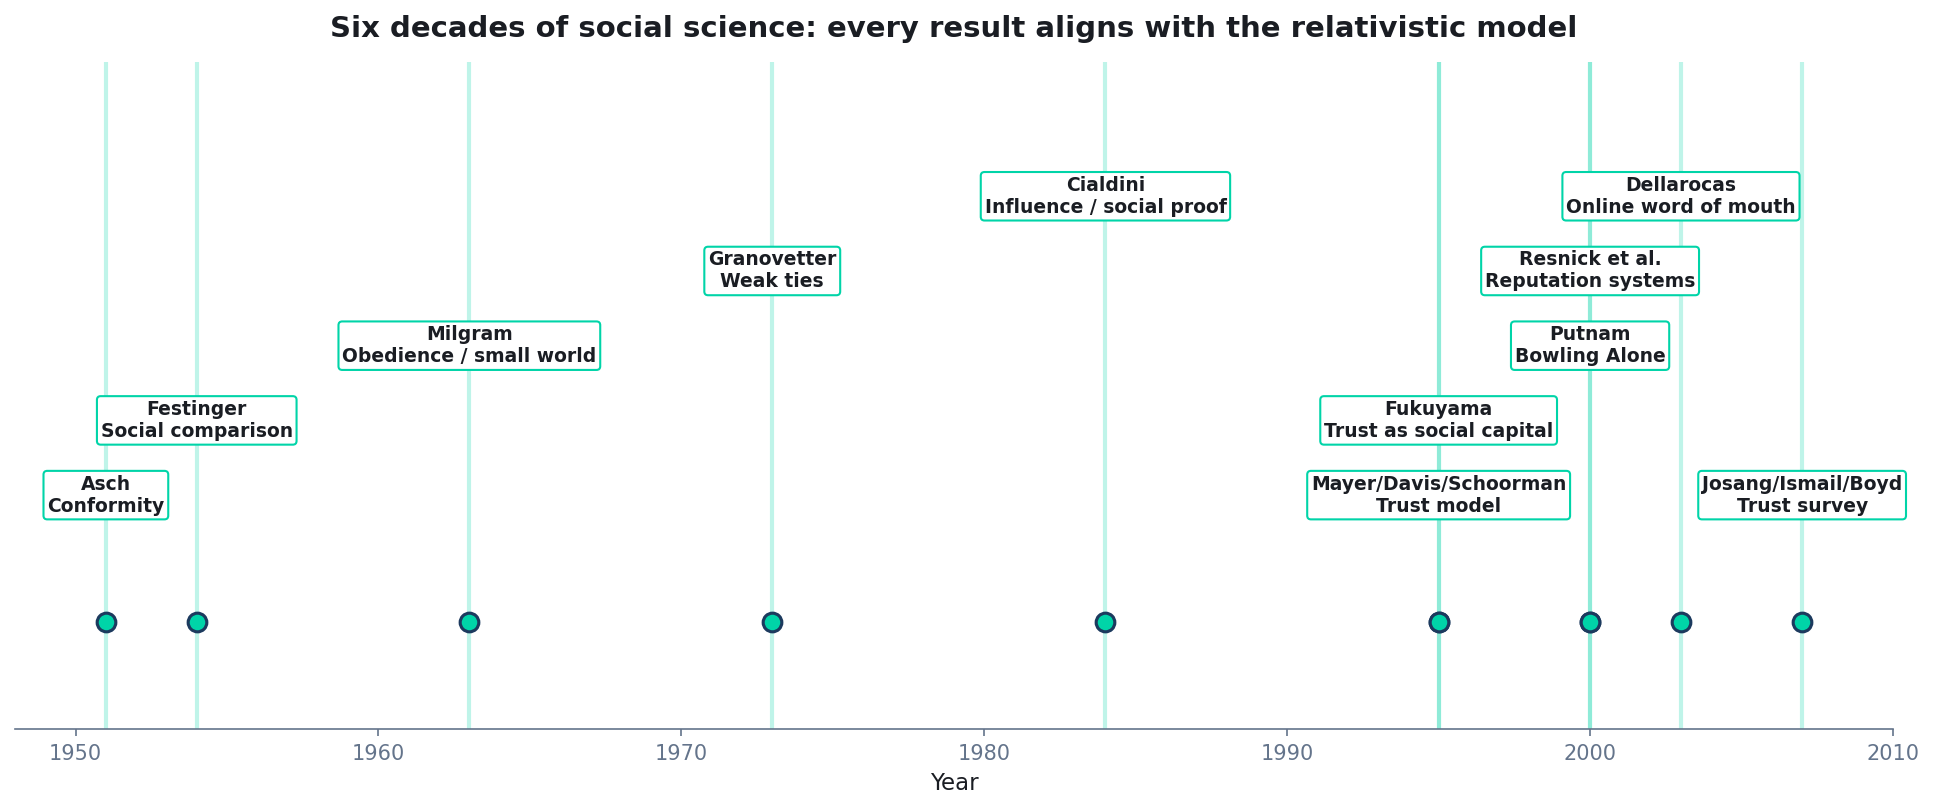 Six decades of social science: every result aligns with the relativistic model
Cialdini
Influence / social proof
Dellarocas
Online word of mouth
Granovetter
Weak ties
Resnick et al.
Reputation systems
Milgram
Obedience / small world
Putnam
Bowling Alone
Festinger
Social comparison
Fukuyama
Trust as social capital
Asch
Conformity
Mayer/Davis/Schoorman
Trust model
Josang/Ismail/Boyd
Trust survey
1950 1960 1970 1980 1990 2000 2010
Year